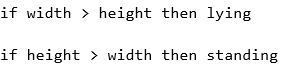 if width > height then lying
if height > width then standing